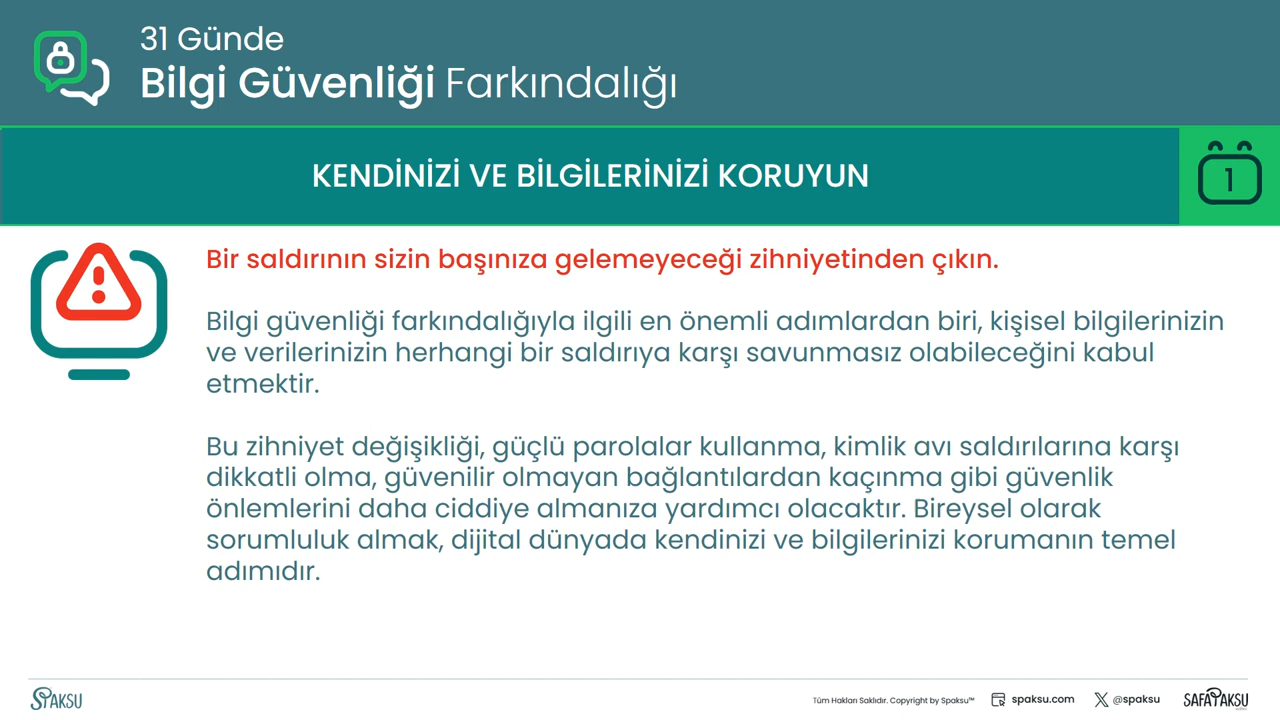 31 Günde
Bilgi Güvenliği Farkındalığı
KENDİNİZİ VE BİLGİLERİNİZİ KORUYUN
1
Bir saldırının sizin başınıza gelemeyeceği zihniyetinden çıkın.
Bilgi güvenliği farkındalığıyla ilgili en önemli adımlardan biri, kişisel bilgilerinizin
ve verilerinizin herhangi bir saldırıya karşı savunmasız olabileceğini kabul
etmektir.
Bu zihniyet değişikliği, güçlü parolalar kullanma, kimlik avı saldırılarına karşı
dikkatli olma, güvenilir olmayan bağlantılardan kaçınma gibi güvenlik
önlemlerini daha ciddiye almanıza yardımcı olacaktır. Bireysel olarak
sorumluluk almak, dijital dünyada kendinizi ve bilgilerinizi korumanın temel
adımıdır.
SPAKSU
Tüm Hakları Saklıdır. Copyright by Spaksu™
spaksu.com
@spaksu
SAFAPAKSU